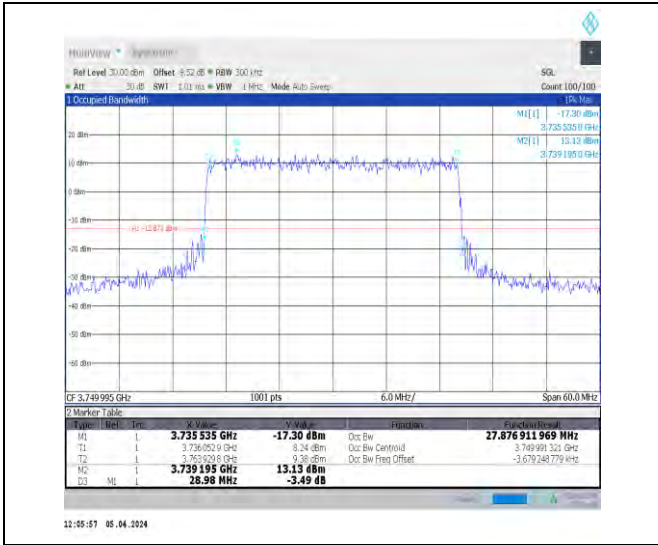 MultiView Spectrum
Ref Level 30.00 dBm Offset 9.52 dB RBW 300 kHz SGL
Att 30 dB SWT 1.01 ms VBW 1 MHz Mode Auto Sweep Count 100/100
1 Occupied Bandwidth 1Pk Max
M1[1] -17.30 dBm
3.735 535 0 GHz
M2[1] 13.13 dBm
3.739 195 0 GHz
20 dBm
10 dBm
0 dBm
-10 dBm
-20 dBm
-30 dBm
-40 dBm
-50 dBm
-60 dBm
CF 3.749 995 GHz 1001 pts 6.0 MHz/ Span 60.0 MHz
2 Marker Table
Type Ref Trc X-Value Y-Value Function Function Result
M1 1 3.735 535 GHz -17.30 dBm Occ Bw 27.876 911 969 MHz
T1 1 3.736 052 9 GHz 8.24 dBm Occ Bw Centroid 3.749 991 321 GHz
T2 1 3.763 929 8 GHz 9.38 dBm Occ Bw Freq Offset -3.679 248 779 kHz
M2 1 3.739 195 GHz 13.13 dBm
D3 M1 1 28.98 MHz -3.49 dB
12:05:57 05.04.2024